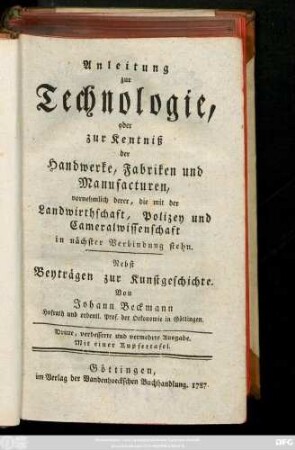 Anleitung
zur
Technologie,
oder
zur Kentniß
der
Handwerke, Fabriken und
Manufacturen,
vornehmlich derer, die mit der
Landwirthschaft, Polizey und
Cameralwissenschaft
in nächster Verbindung stehn.
Nebst
Beyträgen zur Kunstgeschichte.
Von
Johann Beckmann
Hofrath und ordentl. Prof. der Oekonomie in Göttingen.
Dritte, verbesserte und vermehrte Ausgabe.
Mit einer Kupfertafel.
Göttingen,
im Verlag der Vandenhoeckschen Buchhandlung. 1787.